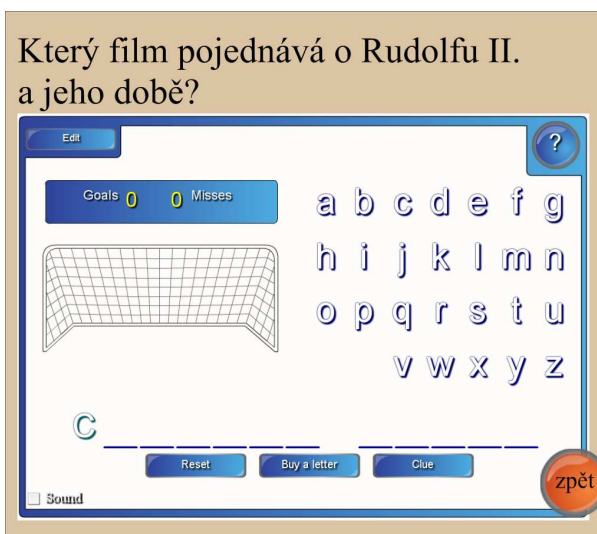 Který film pojednává o Rudolfu II.
a jeho době?
Edit
?
Goals 0 0 Misses
a b c d e f g
h i j k l m n
o p q r s t u
v w x y z
C _ _ _ _ _ _ _ _ _ _ _
Reset Buy a letter Clue
zpět
Sound